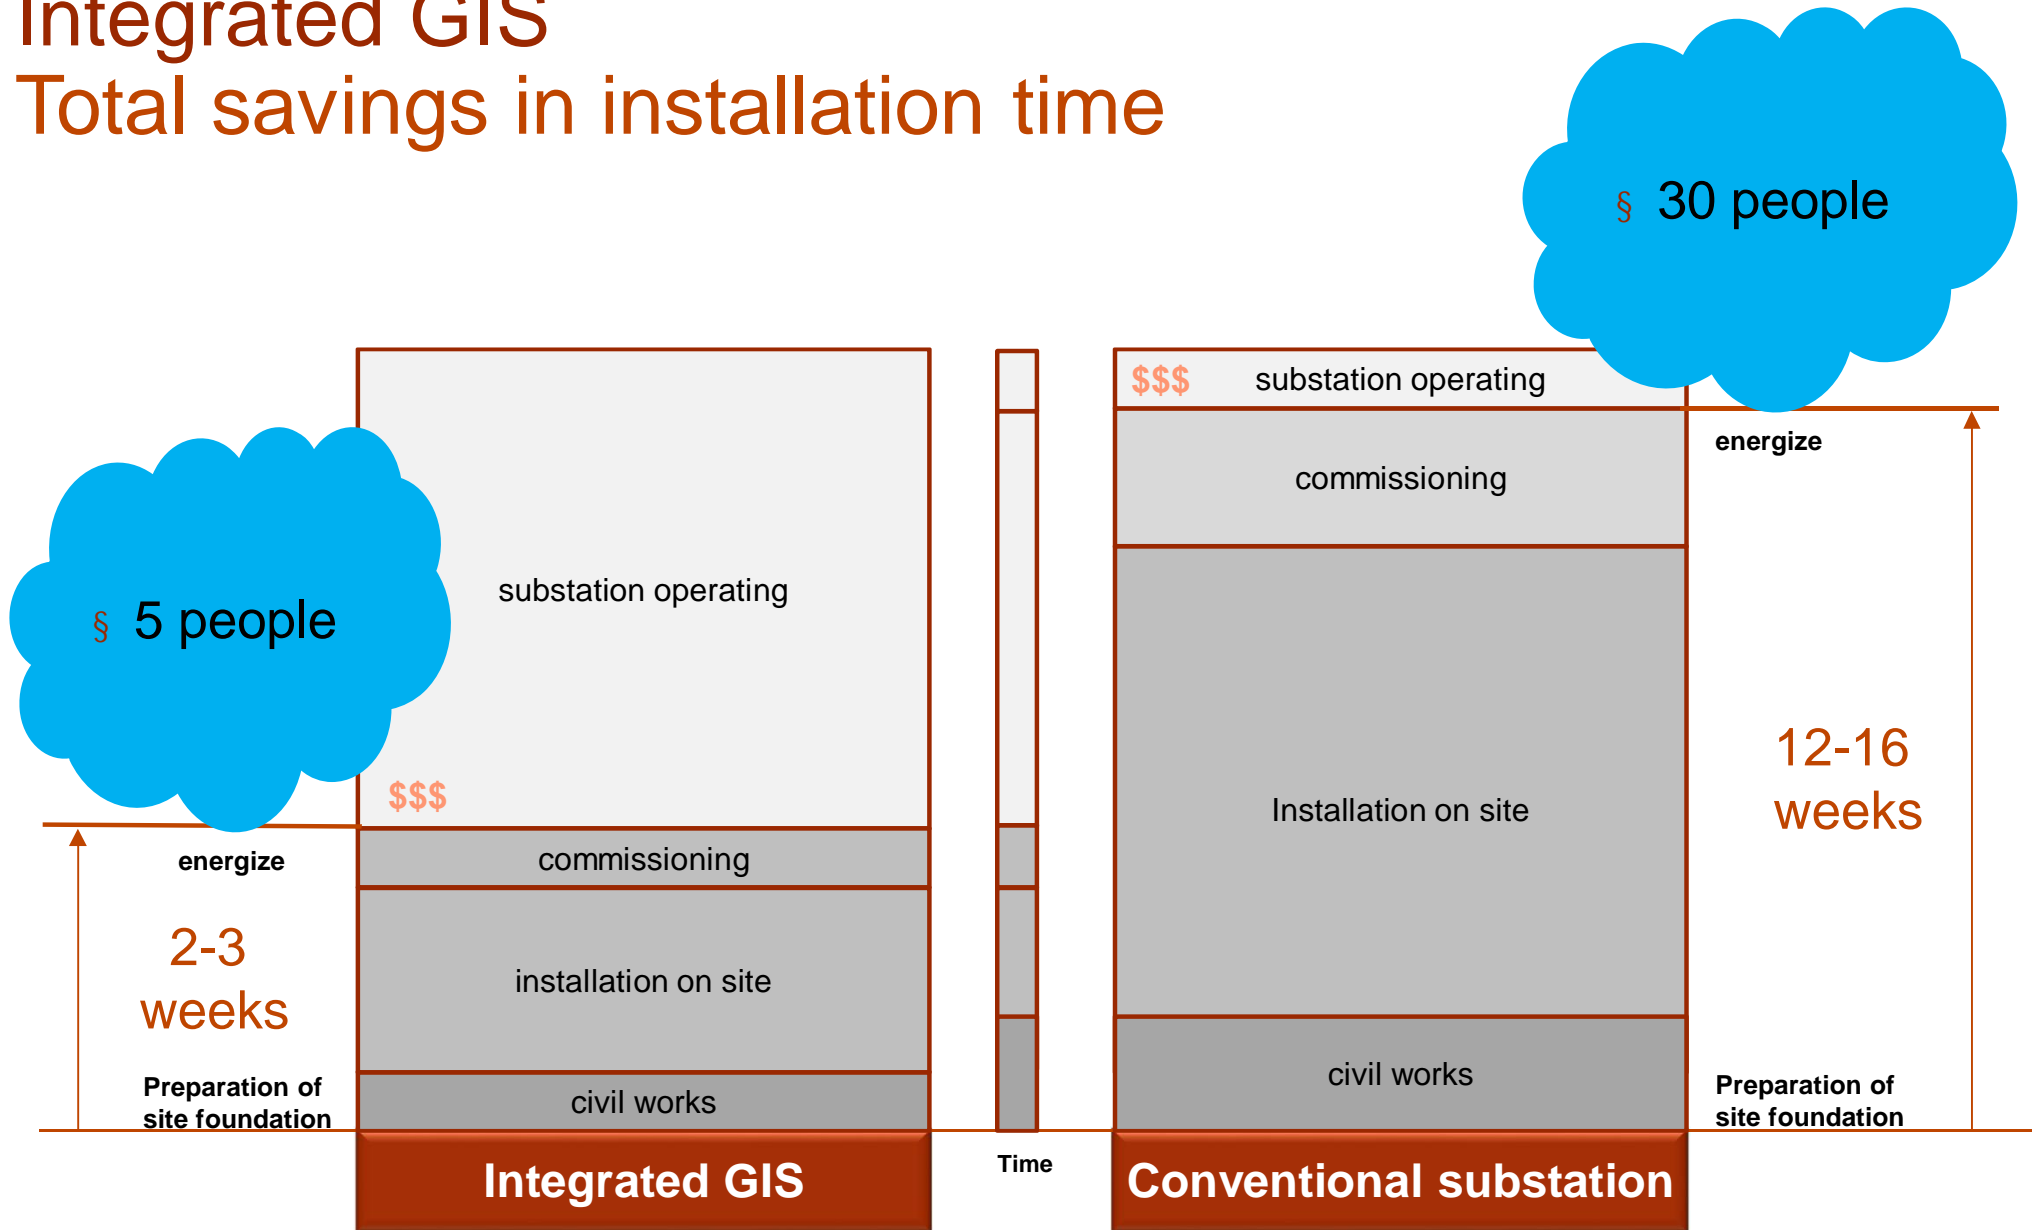 Integrated GIS
Total savings in installation time
§ 30 people
$$$ substation operating
energize
commissioning
§ 5 people
substation operating
$$$
12-16
weeks
Installation on site
energize
commissioning
2-3
weeks
installation on site
Preparation of
site foundation
civil works
civil works
Preparation of
site foundation
Integrated GIS
Time
Conventional substation